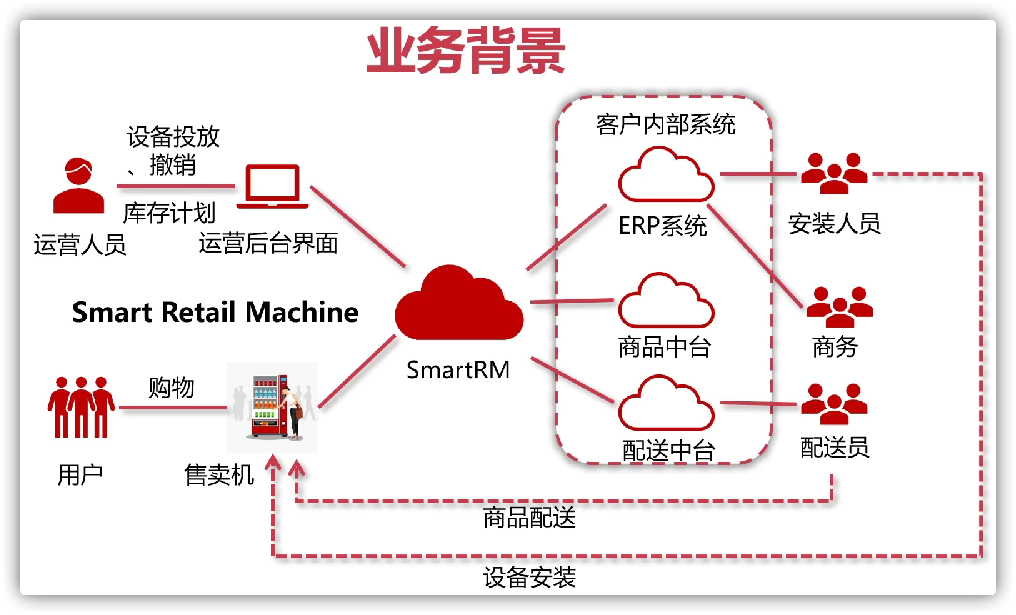 业务背景
客户内部系统
设备投放
、撤销
库存计划
运营人员
运营后台界面
ERP系统
安装人员
Smart Retail Machine
SmartRM
商品中台
商务
购物
用户
售卖机
配送中台
配送员
商品配送
设备安装